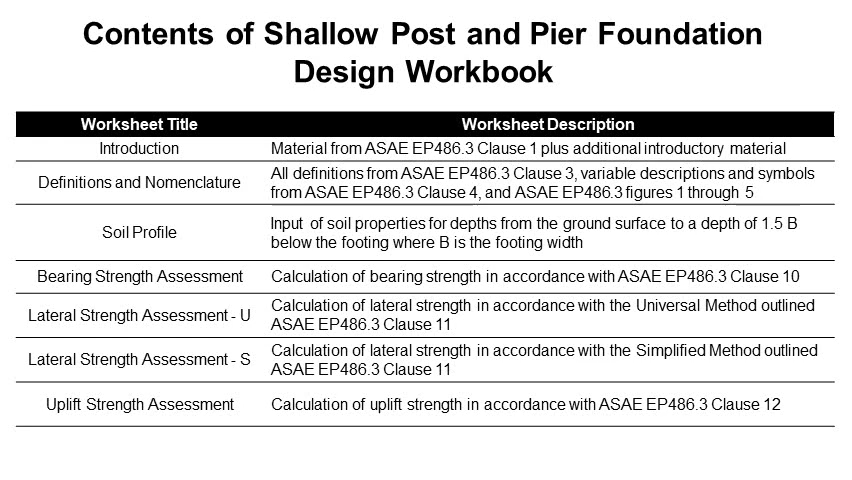 Contents of Shallow Post and Pier Foundation
Design Workbook
Worksheet Title Worksheet Description
Introduction Material from ASAE EP486.3 Clause 1 plus additional introductory material
Definitions and Nomenclature All definitions from ASAE EP486.3 Clause 3, variable descriptions and symbols
from ASAE EP486.3 Clause 4, and ASAE EP486.3 figures 1 through 5
Soil Profile Input of soil properties for depths from the ground surface to a depth of 1.5 B
below the footing where B is the footing width
Bearing Strength Assessment Calculation of bearing strength in accordance with ASAE EP486.3 Clause 10
Lateral Strength Assessment - U Calculation of lateral strength in accordance with the Universal Method outlined
ASAE EP486.3 Clause 11
Lateral Strength Assessment - S Calculation of lateral strength in accordance with the Simplified Method outlined
ASAE EP486.3 Clause 11
Uplift Strength Assessment Calculation of uplift strength in accordance with ASAE EP486.3 Clause 12